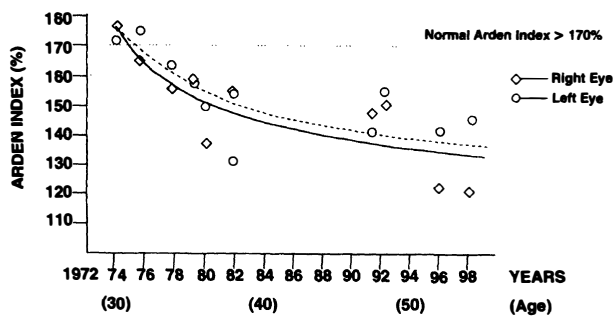 180
170
160
150
140
130
120
110
ARDEN INDEX (%)
Normal Arden Index > 170%
Right Eye
Left Eye
1972 74 76 78 80 82 84 86 88 90 92 94 96 98 YEARS
(30) (40) (50) (Age)